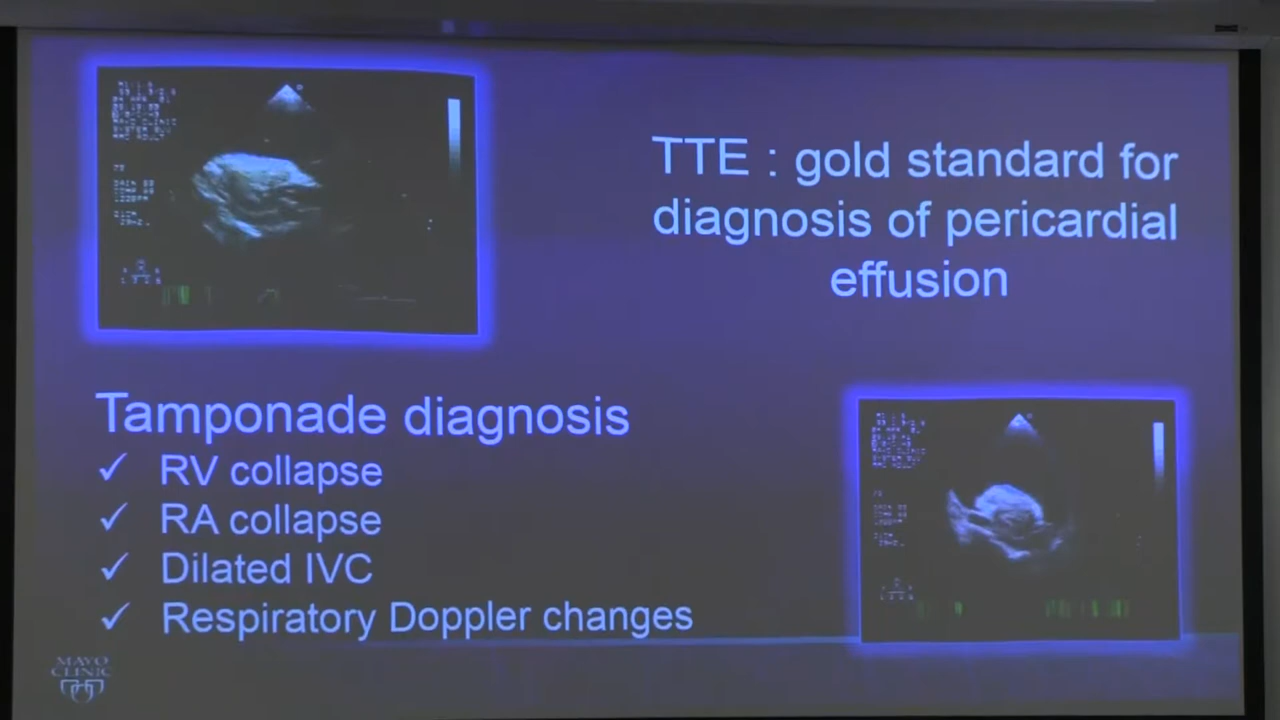 TTE : gold standard for
diagnosis of pericardial
effusion
Tamponade diagnosis
✓ RV collapse
✓ RA collapse
✓ Dilated IVC
✓ Respiratory Doppler changes
MAYO
CLINIC